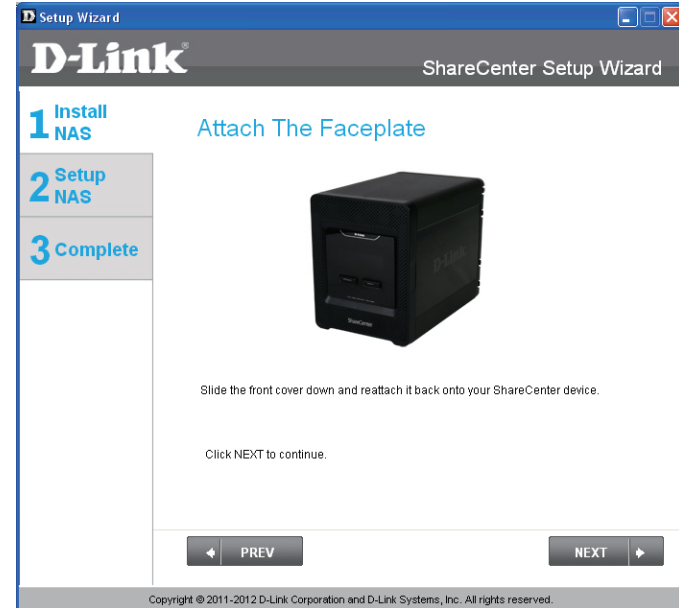 D Setup Wizard
D-Link®
ShareCenter Setup Wizard
1 Install NAS
2 Setup NAS
3 Complete
Attach The Faceplate
D-Link
ShareCenter
Slide the front cover down and reattach it back onto your ShareCenter device.
Click NEXT to continue.
PREV
NEXT
Copyright © 2011-2012 D-Link Corporation and D-Link Systems, Inc. All rights reserved.